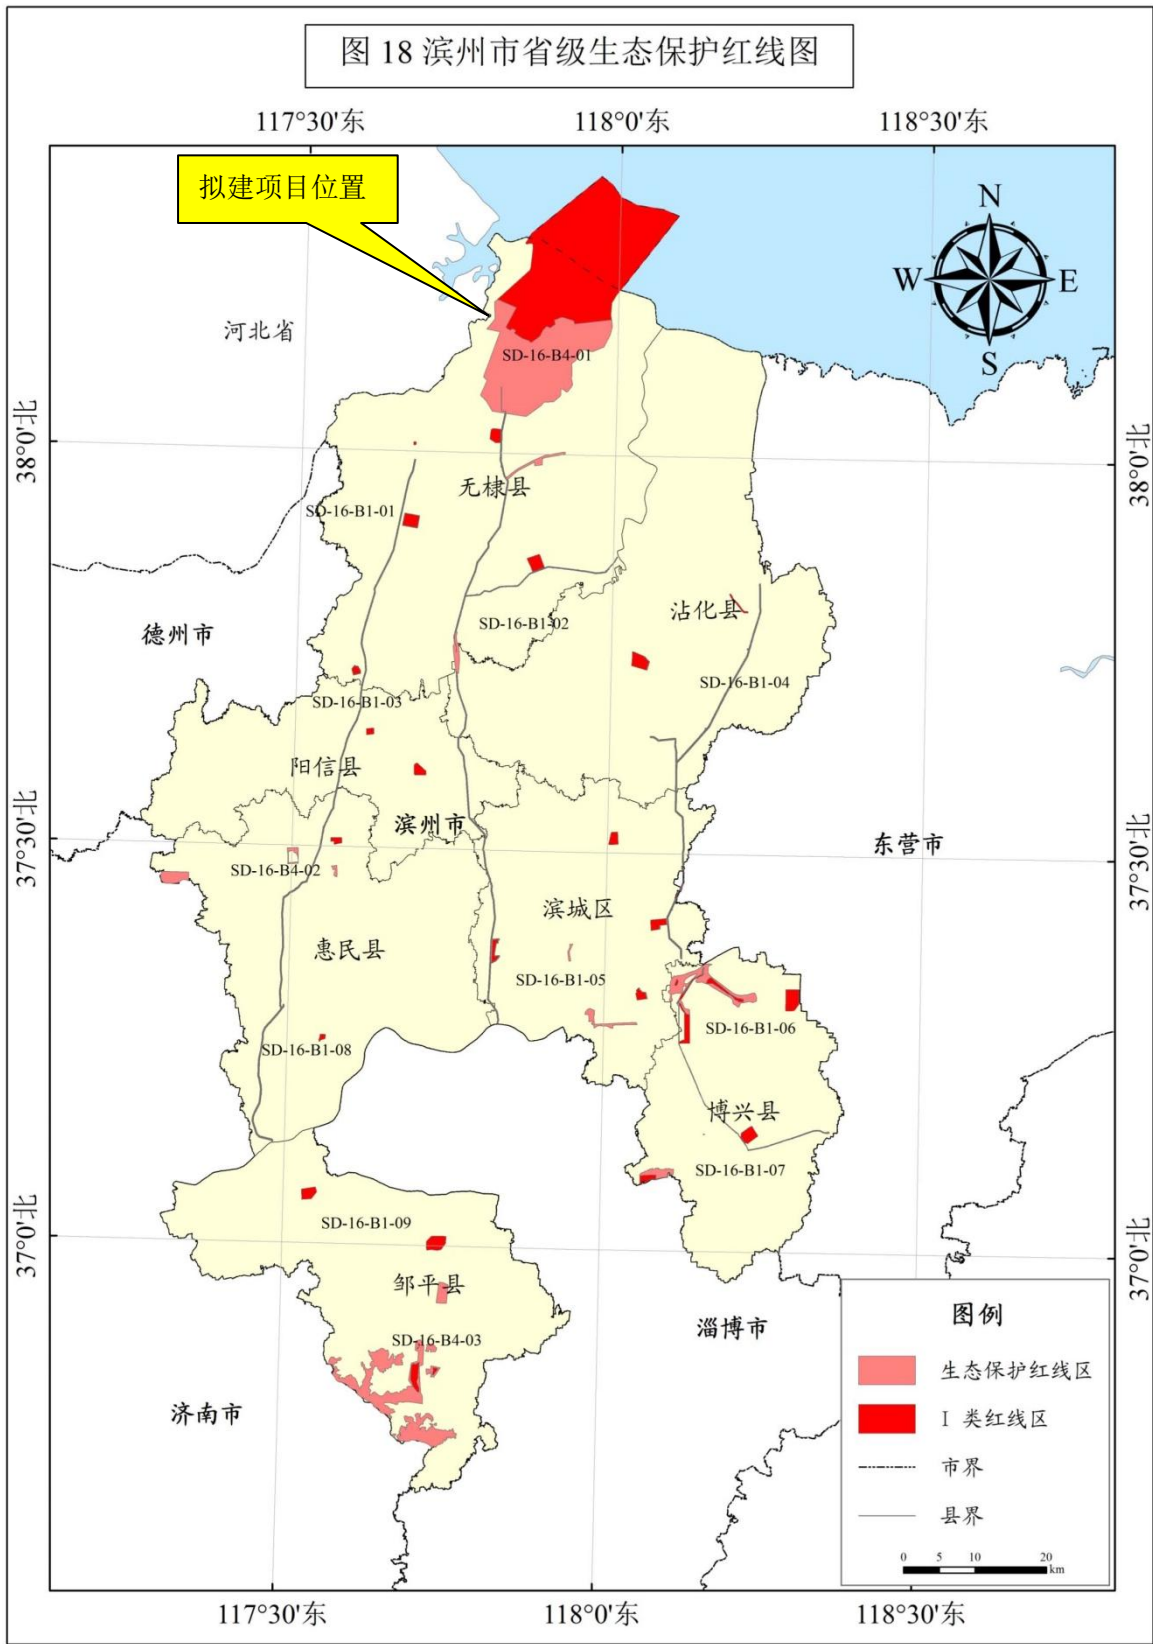 图 18 滨州市省级生态保护红线图
117°30'东
118°0'东
118°30'东
拟建项目位置
N
W
E
S
河北省
SD-16-B4-01
38°0'北
38°0'北
无棣县
SD-16-B1-01
德州市
SD-16-B1-02
沾化县
SD-16-B1-04
SD-16-B1-03
阳信县
滨州市
37°30'北
37°30'北
东营市
SD-16-B4-02
滨城区
惠民县
SD-16-B1-05
SD-16-B1-06
SD-16-B1-08
博兴县
SD-16-B1-07
SD-16-B1-09
37°0'北
37°0'北
邹平县
淄博市
SD-16-B4-03
济南市
图例
生态保护红线区
I 类红线区
市界
县界
0 5 10 20
km
117°30'东
118°0'东
118°30'东